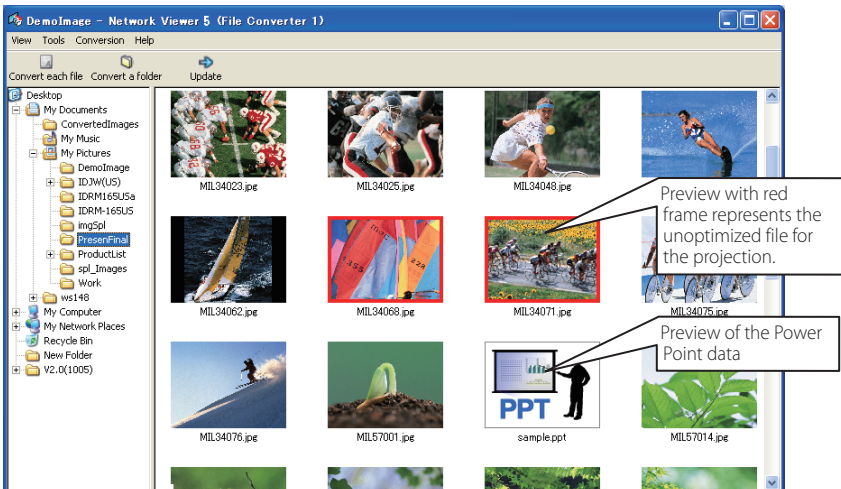 DemoImage - Network Viewer 5 (File Converter 1)
View Tools Conversion Help
Convert each file Convert a folder Update
Desktop
My Documents
ConvertedImages
My Music
My Pictures
DemoImage
IDJW(US)
IDRM165USa
IDRM-165US
imgSpl
PresenFinal
ProductList
spl_Images
Work
ws148
My Computer
My Network Places
Recycle Bin
New Folder
V2.0(1005)
MIL34023.jpg
MIL34025.jpg
MIL34048.jpg
Preview with red
frame represents the
unoptimized file for
the projection.
MIL34062.jpg
MIL34068.jpg
MIL34071.jpg
MIL34075.jpg
Preview of the Power
Point data
PPT
MIL34076.jpg
MIL57001.jpg
sample.ppt
MIL57014.jpg